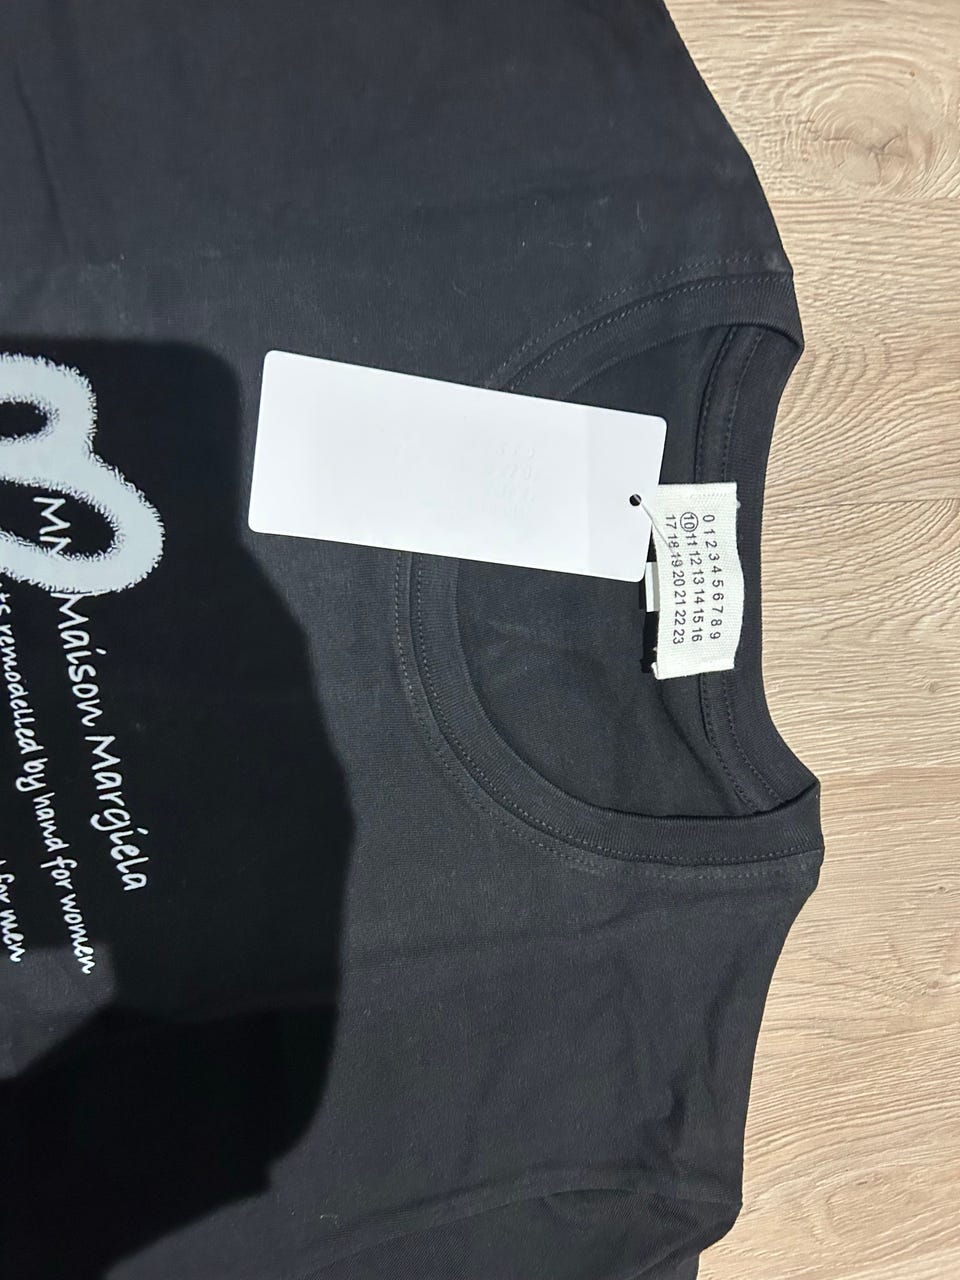 0 1 2 3 4 5 6 7 8 9
10 11 12 13 14 15 16
17 18 19 20 21 22 23
Maison Margiela
remodelled by hand for women
for men